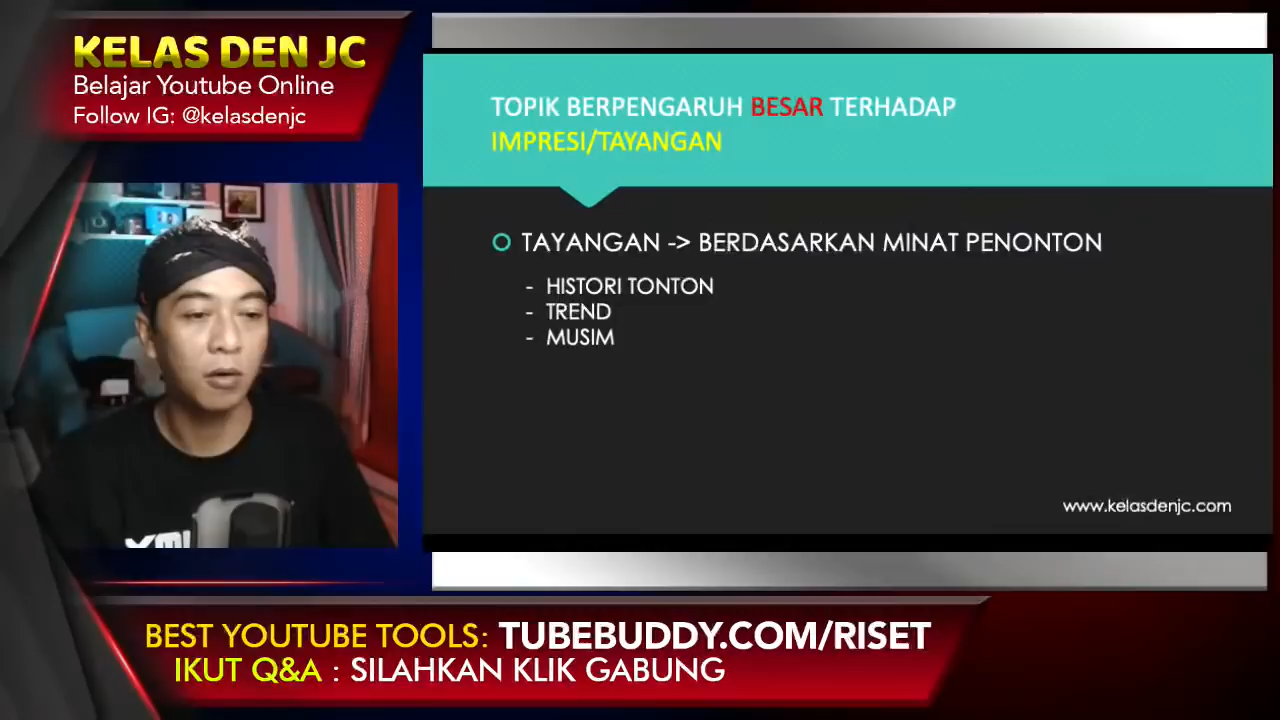 KELAS DEN JC
Belajar Youtube Online
Follow IG: @kelasdenjc
TOPIK BERPENGARUH BESAR TERHADAP
IMPRESI/TAYANGAN
TAYANGAN -> BERDASARKAN MINAT PENONTON
- HISTORI TONTON
- TREND
- MUSIM
www.kelasdenjc.com
BEST YOUTUBE TOOLS: TUBEBUDDY.COM/RISET
IKUT Q&A : SILAHKAN KLIK GABUNG